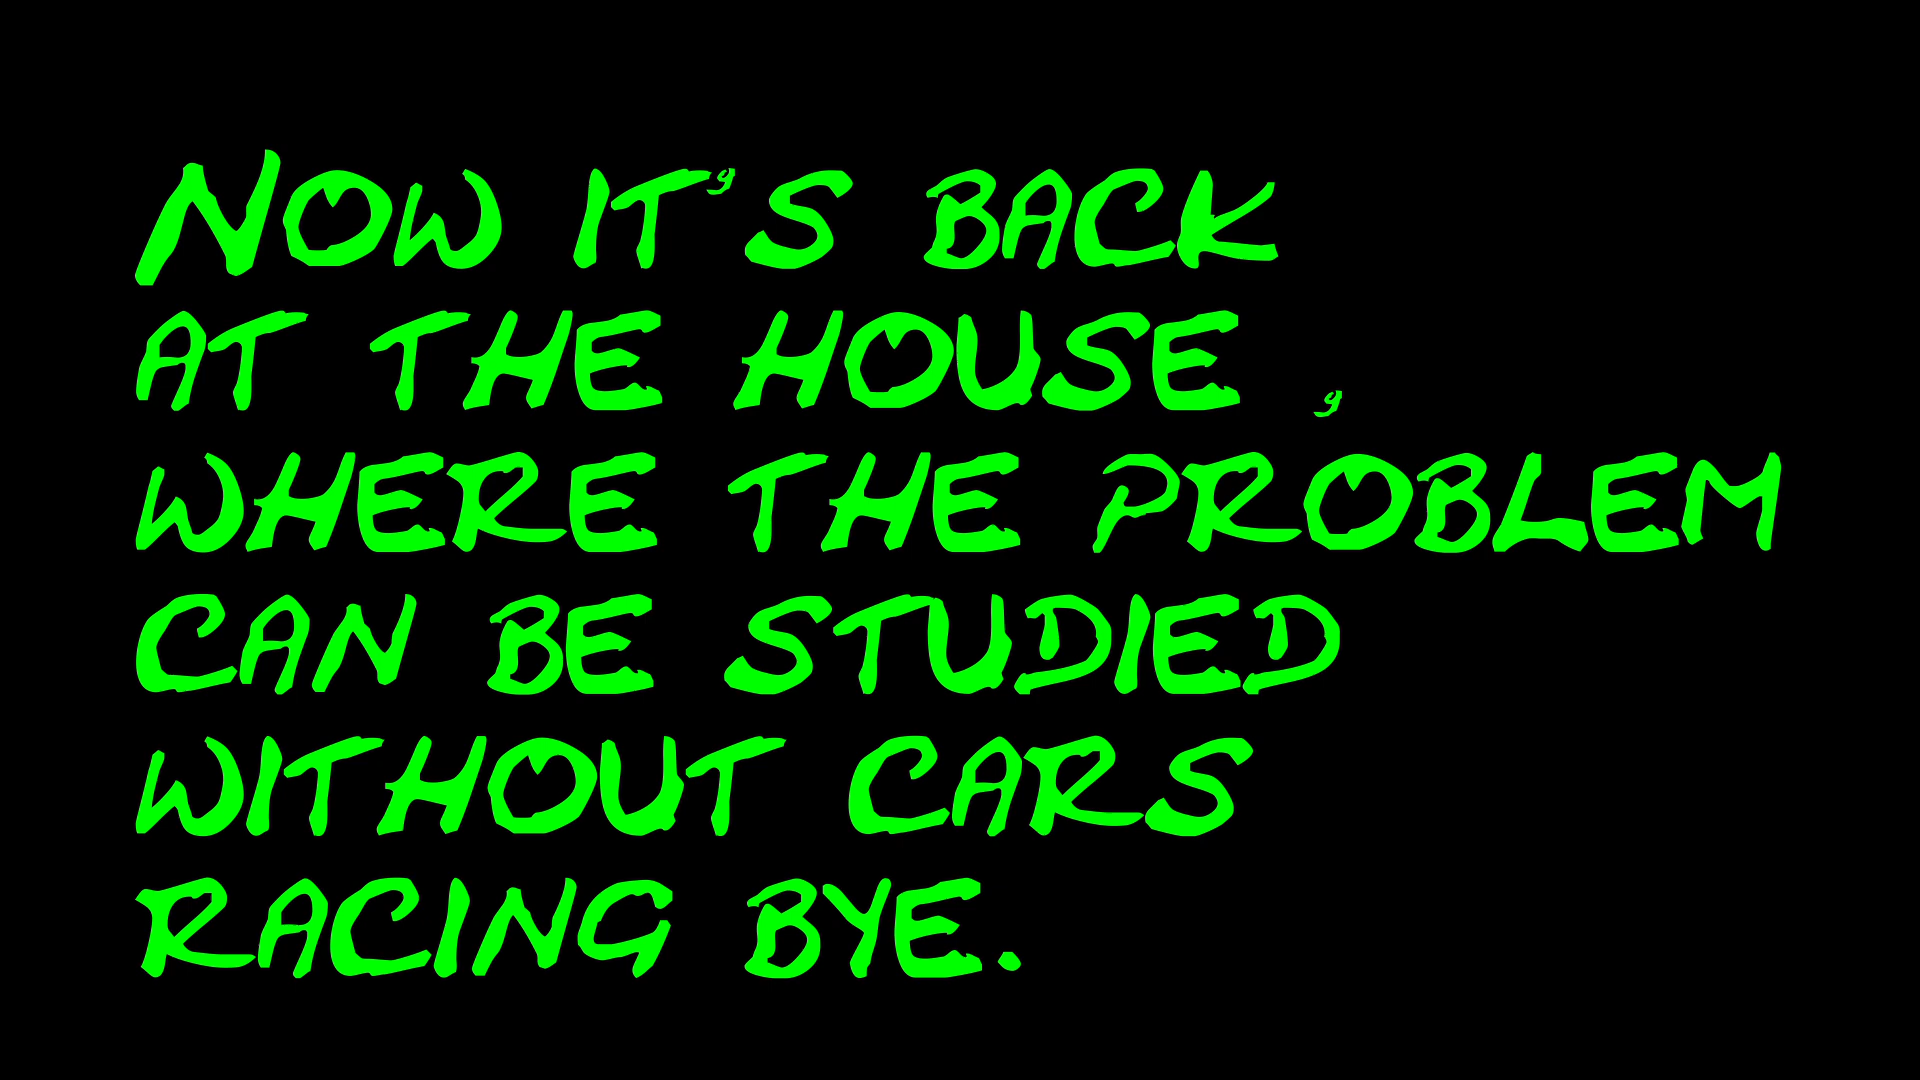 Now it's back
at the house ,
where the problem
can be studied
without cars
racing bye.